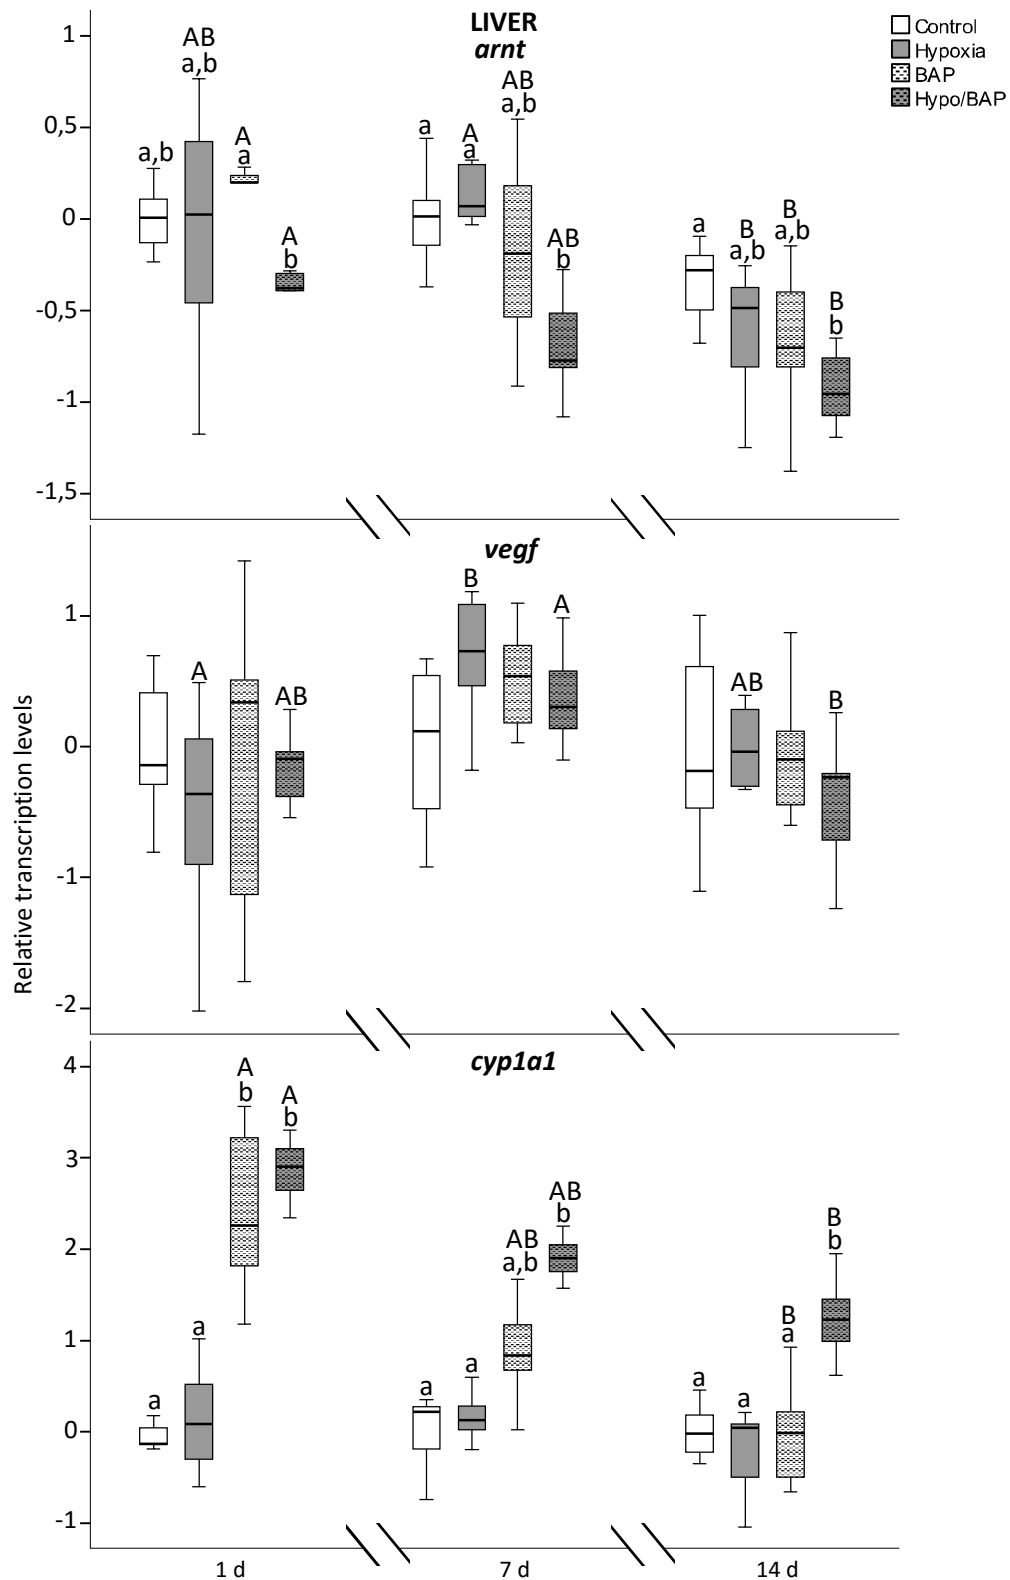 LIVER
arnt
Control
Hypoxia
BAP
Hypo/BAP
1
0,5
0
-0,5
-1
-1,5
a,b
AB
a,b
A
a
A
b
a
A
a
AB
a,b
AB
b
a
B
a,b
B
a,b
B
b
vegf
Relative transcription levels
1
0
-1
-2
A
AB
B
A
AB
B
cyp1a1
4
3
2
1
0
-1
a
a
A
b
A
b
a
a
AB
a,b
AB
b
a
a
B
a
B
b
1 d
7 d
14 d